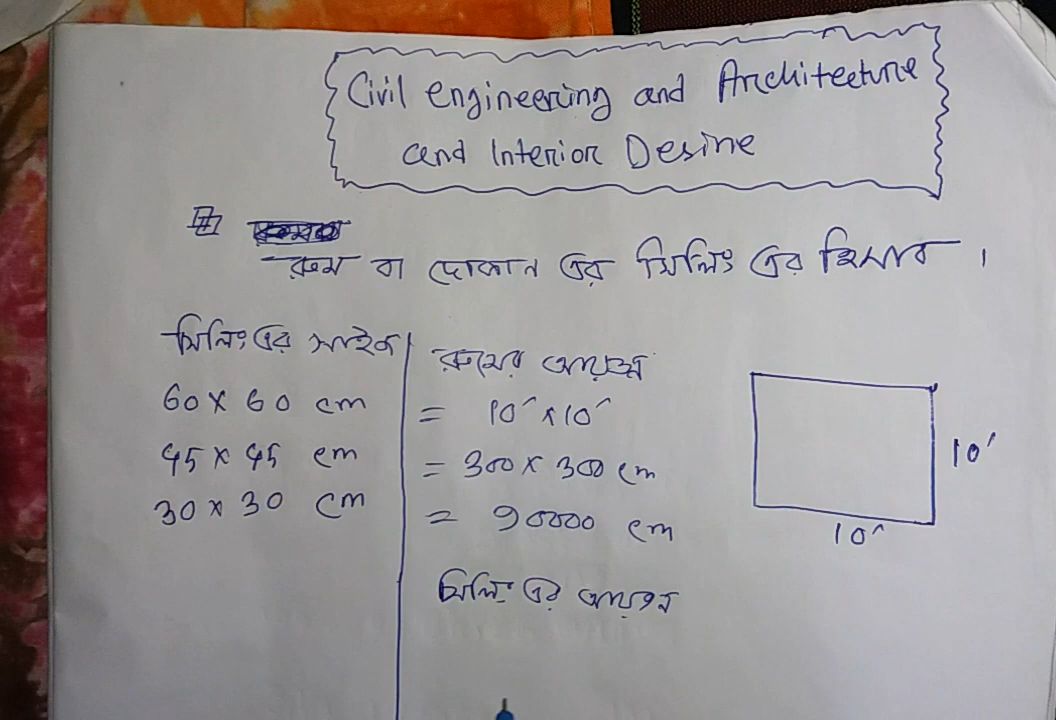 Civil Engineering and Architecture
and Interior Desine
রুম বা দোকান এর সিলিং এর হিসাব ।
সিলিং এর সাইজ
60 x 60 cm
45 x 45 cm
30 x 30 cm
রুমের আয়তন
= 10' x 10'
= 300 x 300 cm
= 90000 cm
সিলিং এর আয়তন
10'
10'